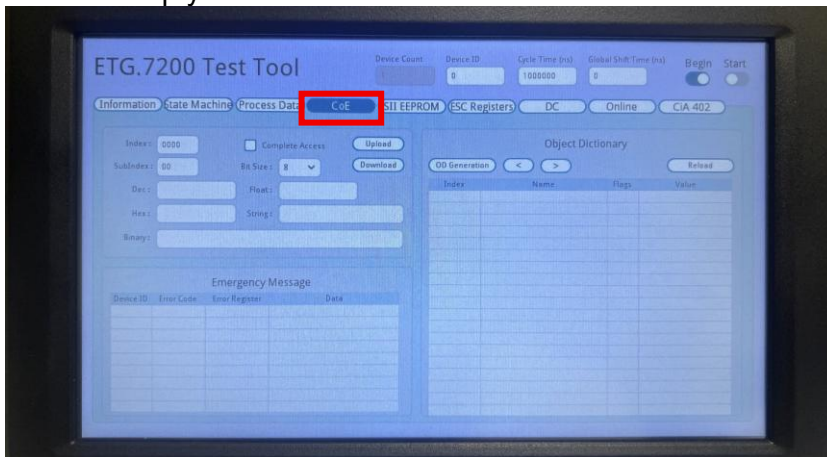 ETG.7200 Test Tool
Device Count
Device ID
Cycle Time (ns)
Global Shift Time (ns)
Begin
Start
0
1000000
0
Information
State Machine
Process Data
CoE
SII EEPROM
ESC Registers
DC
Online
CiA 402
Index:
0000
Complete Access
Upload
SubIndex:
00
Bit Size:
8
Download
Dec:
Float:
Hex:
String:
Binary:
Emergency Message
Device ID
Error Code
Error Register
Data
Object Dictionary
OD Generation
<
>
Reload
Index
Name
Flags
Value